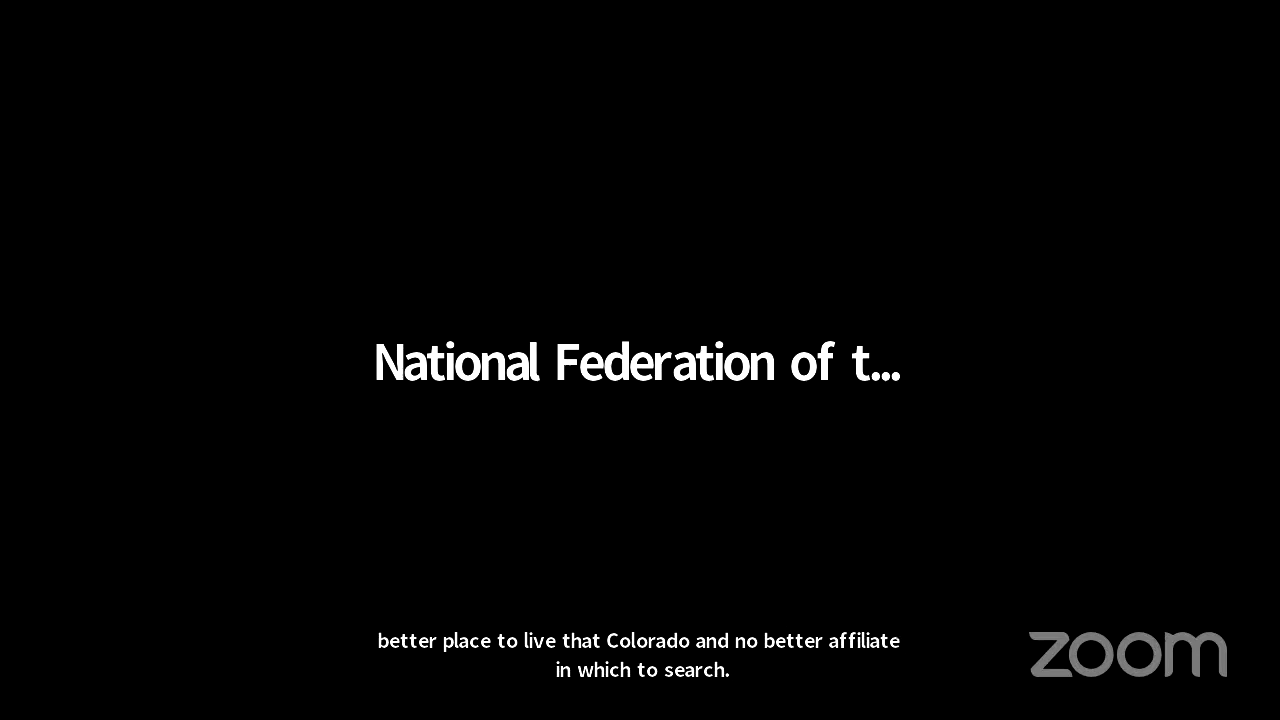 National Federation of t...
better place to live that Colorado and no better affiliate
in which to search.
zoom